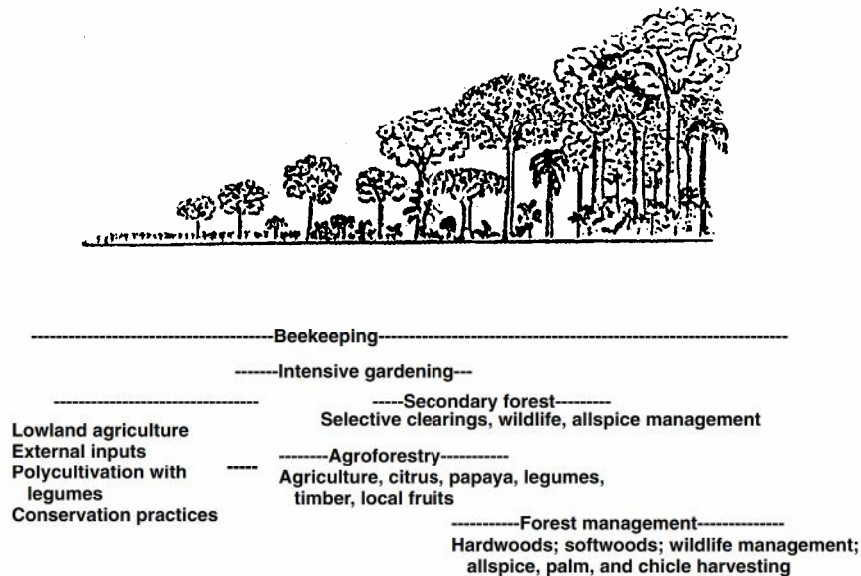 Beekeeping
Intensive gardening
Secondary forest
Selective clearings, wildlife, allspice management
Lowland agriculture
External inputs
Polycultivation with
legumes
Conservation practices
Agroforestry
Agriculture, citrus, papaya, legumes,
timber, local fruits
Forest management
Hardwoods; softwoods; wildlife management;
allspice, palm, and chicle harvesting